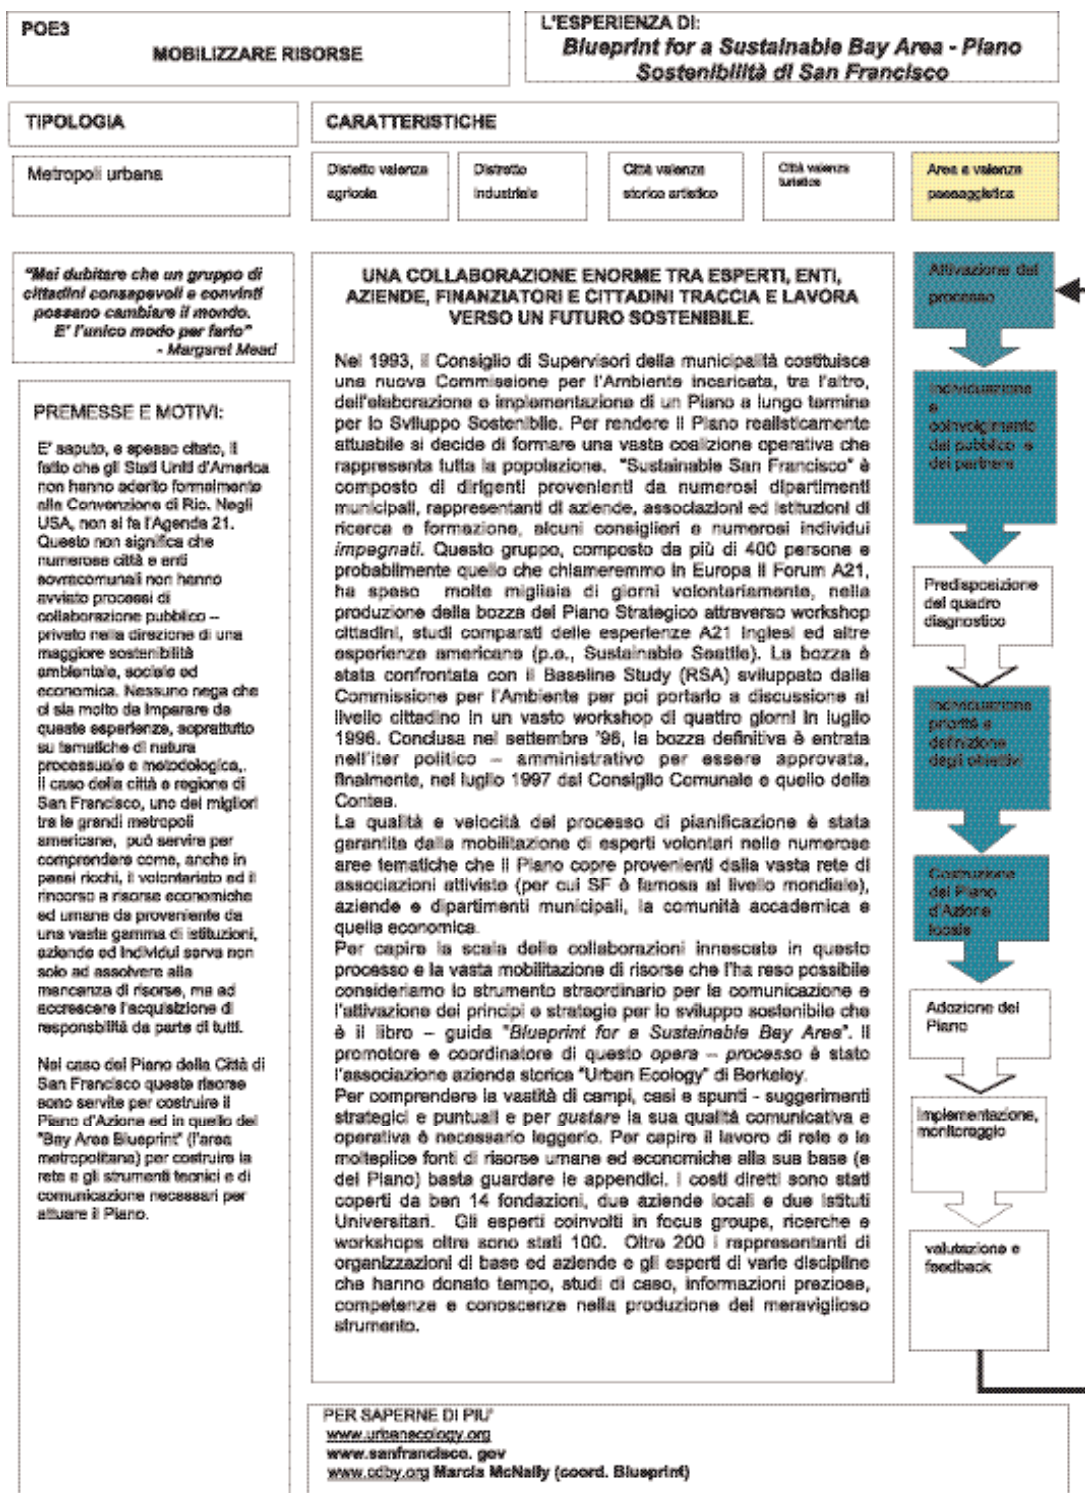 POE3
MOBILIZZARE RISORSE
L'ESPERIENZA DI:
Blueprint for a Sustainable Bay Area - Piano
Sostenibilità di San Francisco
TIPOLOGIA
CARATTERISTICHE
Metropoli urbana
Distetto valenza
agricola
Distretto
industriale
Città valenza
storico artistico
Città valenza
turistica
Area a valenza
paesaggistica
"Mai dubitare che un gruppo di
cittadini consapevoli e convinti
possano cambiare il mondo.
E' l'unico modo per farlo"
- Margaret Mead
PREMESSE E MOTIVI:
E' saputo, e spesso citato, il
fatto che gli Stati Uniti d'America
non hanno aderito formalmente
alla Convenzione di Rio. Negli
USA, non si fa l'Agenda 21.
Questo non significa che
numerose città e enti
sovracomunali non hanno
avviato processi di
collaborazione pubblico –
privato nella direzione di una
maggiore sostenibilità
ambientale, sociale ed
economica. Nessuno nega che
ci sia molto da imparare da
queste esperienze, soprattutto
su tematiche di natura
processuale e metodologica,.
il caso della città e regione di
San Francisco, uno dei migliori
tra le grandi metropoli
americane, può servire per
comprendere come, anche in
paesi ricchi, il volontariato ed il
rincorso a risorse economiche
ed umane da proveniente da
una vasta gamma di istituzioni,
aziende ed individui serva non
solo ad assolvere alla
mancanza di risorse, ma ad
accrescere l'acquisizione di
responsbilità da parte di tutti.
Nel caso del Piano della Città di
San Francisco queste risorse
sono servite per costruire il
Piano d'Azione ed in quello del
"Bay Area Blueprint" (l'area
metropolitana) per costruire la
rete e gli strumenti tecnici e di
comunicazione necessari per
attuare il Piano.
UNA COLLABORAZIONE ENORME TRA ESPERTI, ENTI,
AZIENDE, FINANZIATORI E CITTADINI TRACCIA E LAVORA
VERSO UN FUTURO SOSTENIBILE.
Nel 1993, il Consiglio di Supervisori della municipalità costituisce
una nuova Commissione per l'Ambiente incaricata, tra l'altro,
dell'elaborazione e implementazione di un Piano a lungo termine
per lo Sviluppo Sostenibile. Per rendere il Piano realisticamente
attuabile si decide di formare una vasta coalizione operativa che
rappresenta tutta la popolazione. "Sustainable San Francisco" è
composto di dirigenti provenienti da numerosi dipartimenti
municipali, rappresentanti di aziende, associazioni ed istituzioni di
ricerca e formazione, alcuni consiglieri e numerosi individui
impegnati. Questo gruppo, composto da più di 400 persone e
probabilmente quello che chiameremmo in Europa il Forum A21,
ha speso molte migliaia di giorni volontariamente, nella
produzione della bozza del Piano Strategico attraverso workshop
cittadini, studi comparati delle esperienze A21 inglesi ed altre
esperienze americane (p.e., Sustainable Seattle). La bozza è
stata confrontata con il Baseline Study (RSA) sviluppato dalla
Commissione per l'Ambiente per poi portarlo a discussione al
livello cittadino in un vasto workshop di quattro giorni in luglio
1996. Conclusa nel settembre '96, la bozza definitiva è entrata
nell'iter politico – amministrativo per essere approvata,
finalmente, nel luglio 1997 dal Consiglio Comunale e quello della
Contea.
La qualità e velocità del processo di pianificazione è stata
garantita dalla mobilitazione di esperti volontari nelle numerose
aree tematiche che il Piano copre provenienti dalla vasta rete di
associazioni attiviste (per cui SF è famosa al livello mondiale),
aziende e dipartimenti municipali, la comunità accademica e
quella economica.
Per capire la scala delle collaborazioni innescate in questo
processo e la vasta mobilitazione di risorse che l'ha reso possibile
consideriamo lo strumento straordinario per la comunicazione e
l'attivazione dei principi e strategie per lo sviluppo sostenibile che
è il libro – guida "Blueprint for a Sustainable Bay Area". Il
promotore e coordinatore di questo opera – processo è stato
l'associazione azienda storica "Urban Ecology" di Berkeley.
Per comprendere la vastità di campi, casi e spunti - suggerimenti
strategici e puntuali e per gustare la sua qualità comunicativa e
operativa è necessario leggerlo. Per capire il lavoro di rete e le
molteplice fonti di risorse umane ed economiche alla sua base (e
del Piano) basta guardare le appendici. I costi diretti sono stati
coperti da ben 14 fondazioni, due aziende locali e due Istituti
Universitari. Gli esperti coinvolti in focus groups, ricerche e
workshops oltre sono stati 100. Oltre 200 i rappresentanti di
organizzazioni di base ed aziende e gli esperti di varie discipline
che hanno donato tempo, studi di caso, informazioni preziose,
competenze e conoscenze nella produzione del meraviglioso
strumento.
Attivazione del
processo
Individuazione
e
coinvolgimento
del pubblico e
dei partners
Predisposizione
del quadro
diagnostico
Individuazione
priorità e
definizione
degli obiettivi
Costruzione
del Piano
d'Azione
locale
Adozione del
Piano
Implementazione,
monitoraggio
valutazione e
feedback
PER SAPERNE DI PIU'
www.urbanecology.org
www.sanfrancisco. gov
www.cdby.org Marcia McNally (coord. Blueprint)